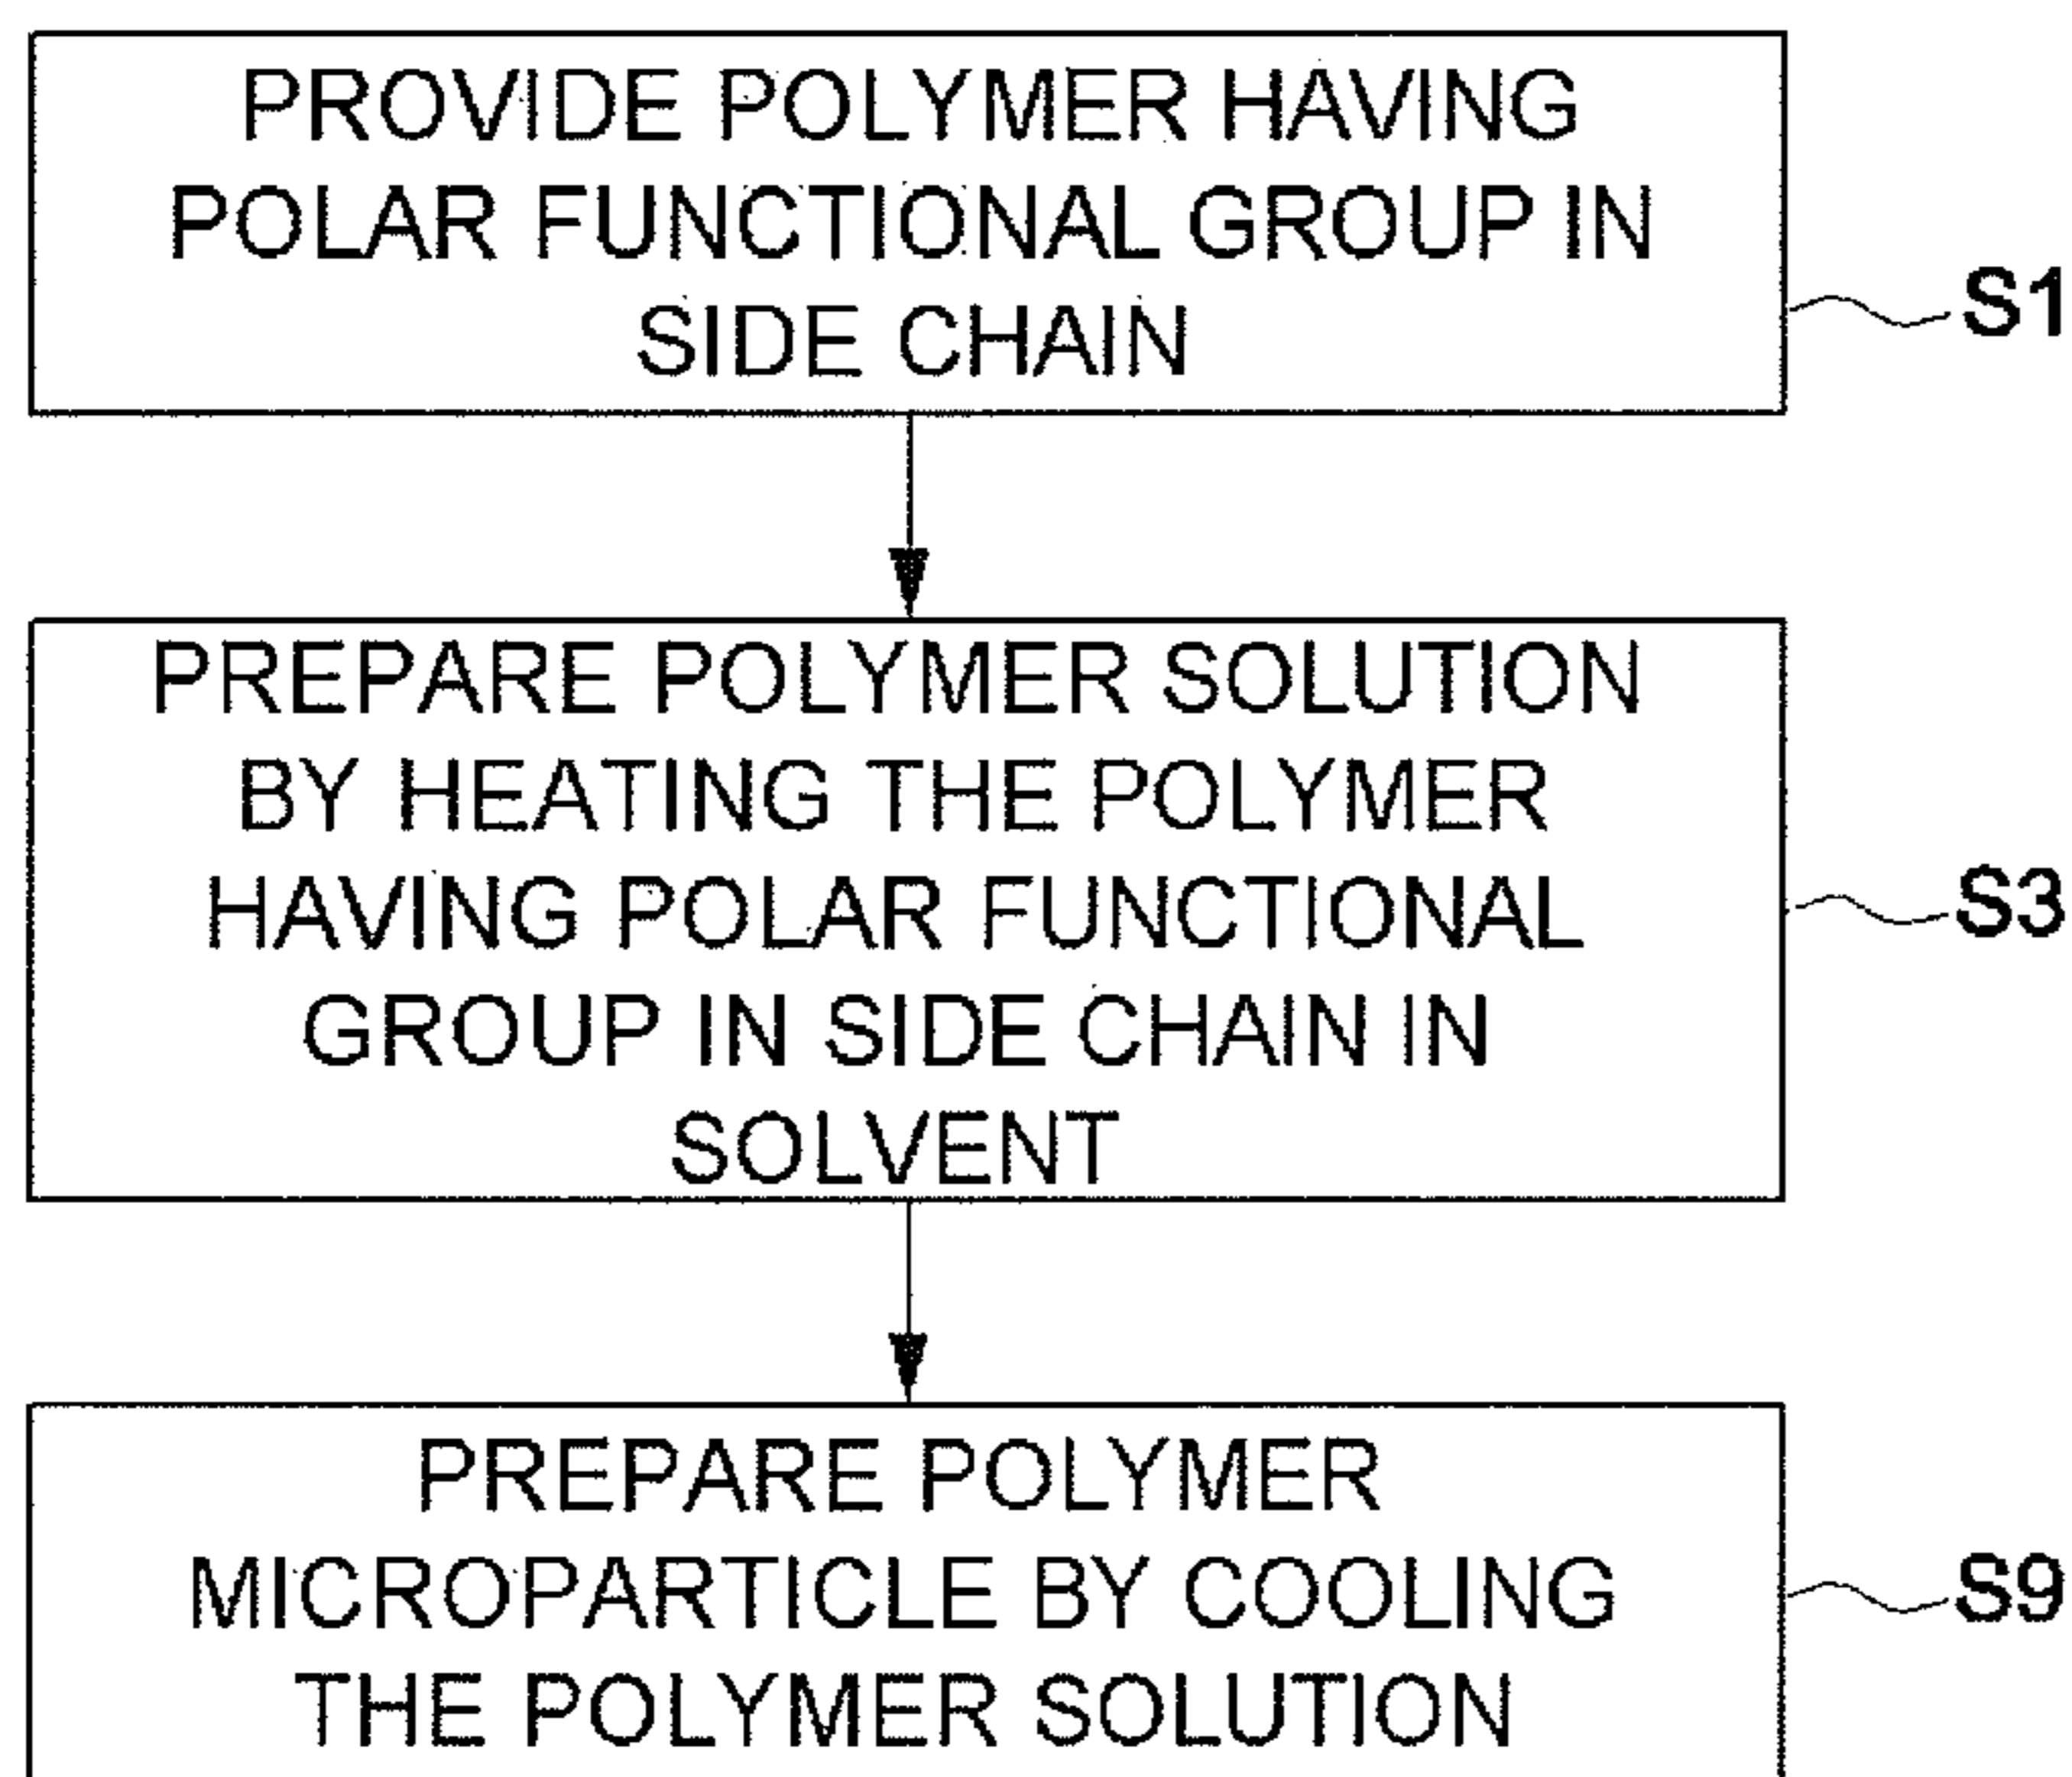 PROVIDE POLYMER HAVING
POLAR FUNCTIONAL GROUP IN
SIDE CHAIN
S1
PREPARE POLYMER SOLUTION
BY HEATING THE POLYMER
HAVING POLAR FUNCTIONAL
GROUP IN SIDE CHAIN IN
SOLVENT
S3
PREPARE POLYMER
MICROPARTICLE BY COOLING
THE POLYMER SOLUTION
S9